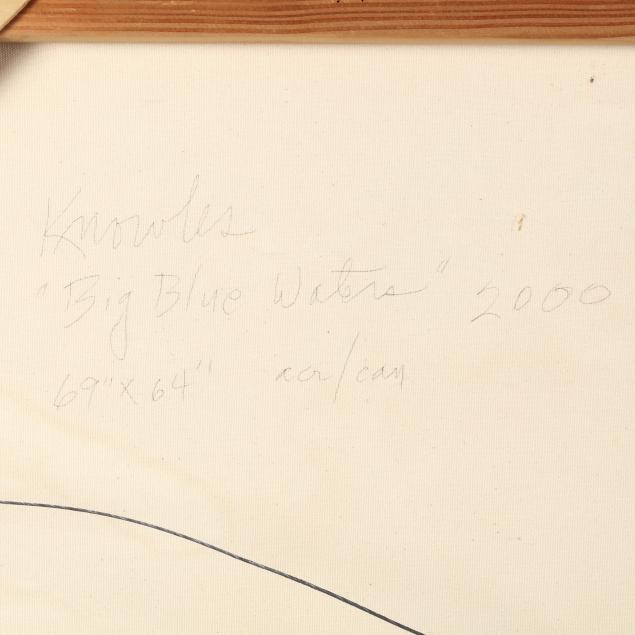 Knowles
"Big Blue Waters" 2000
69" x 64" acr/can